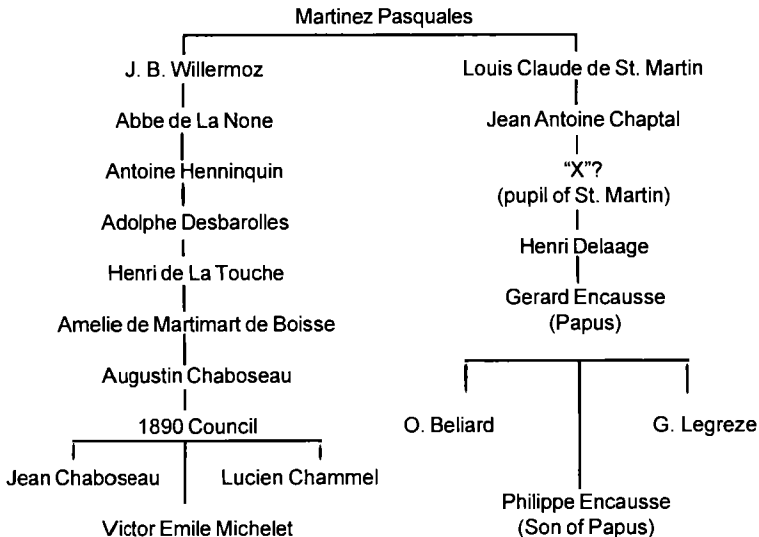 Martinez Pasquales
J. B. Willermoz
Abbe de La None
Antoine Henninquin
Adolphe Desbarolles
Henri de La Touche
Amelie de Martimart de Boisse
Augustin Chaboseau
1890 Council
Jean Chaboseau
Lucien Chammel
Victor Emile Michelet
Louis Claude de St. Martin
Jean Antoine Chaptal
“X”?
(pupil of St. Martin)
Henri Delaage
Gerard Encausse
(Papus)
O. Beliard
G. Legreze
Philippe Encausse
(Son of Papus)